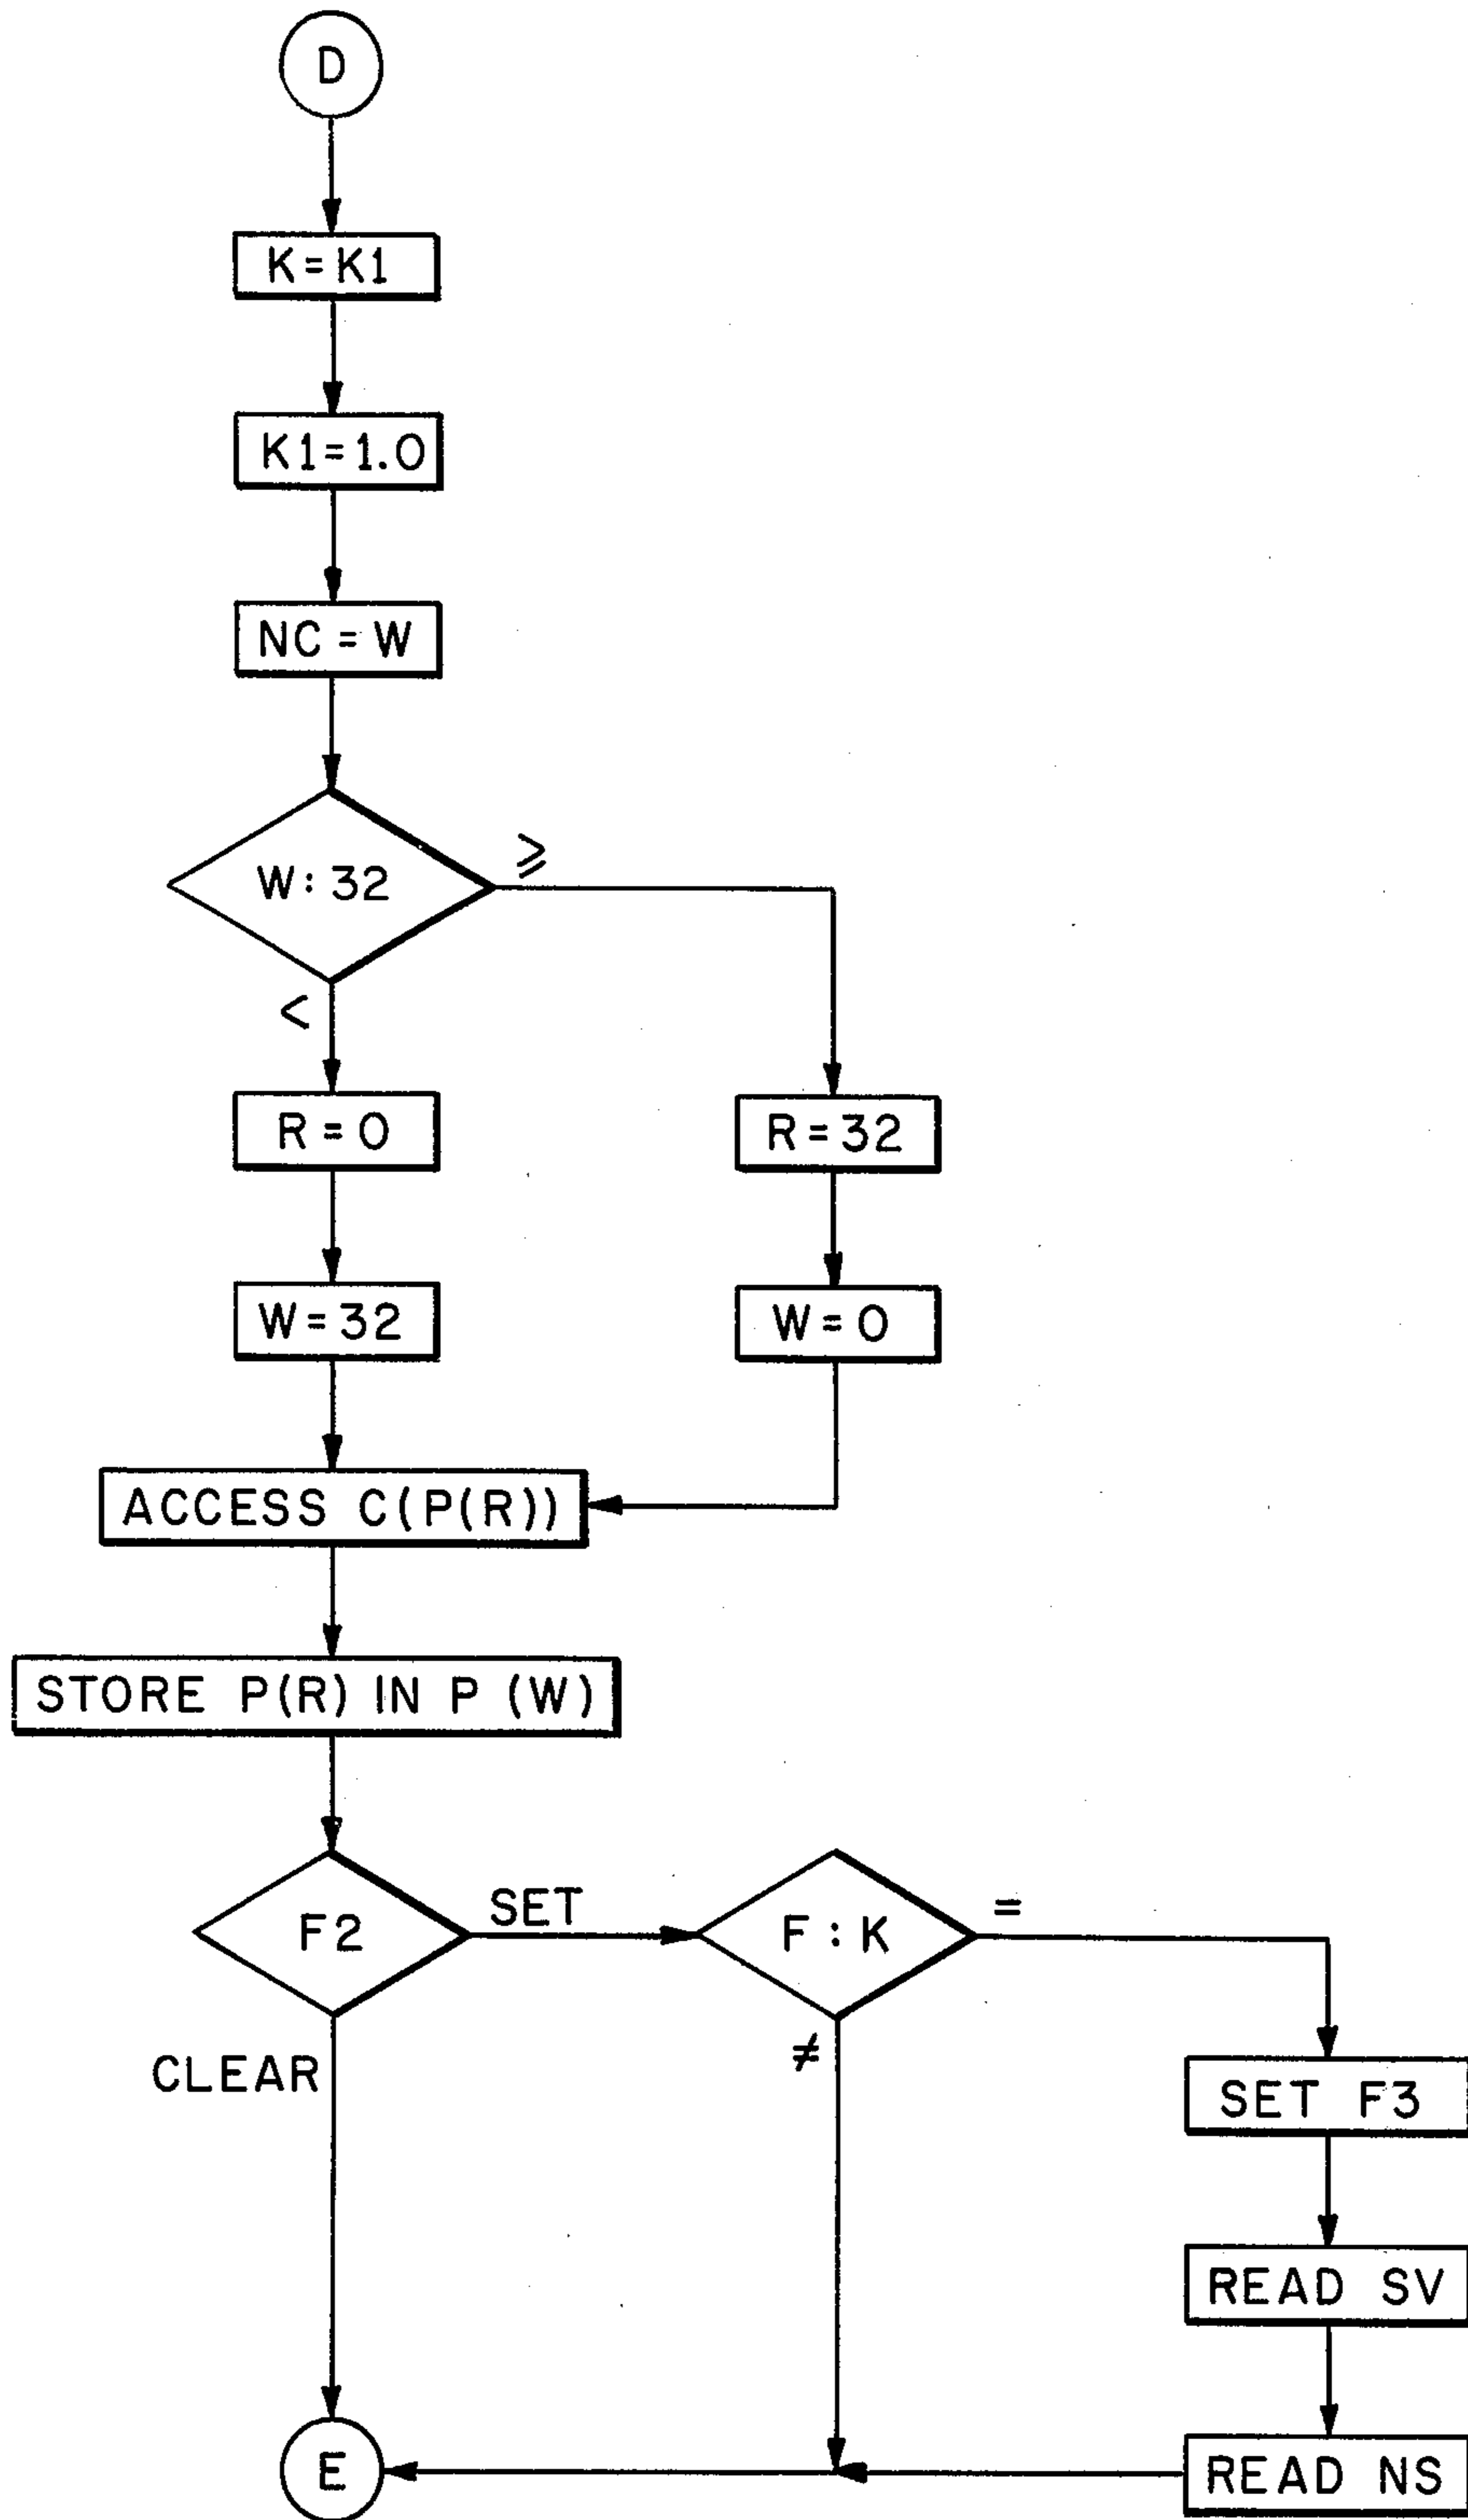 D
K=K1
K1=1.0
NC=W
W:32
≥
<
R=0
R=32
W=32
W=0
ACCESS C(P(R))
STORE P(R) IN P (W)
F2
SET
F:K
=
CLEAR
≠
SET F3
READ SV
READ NS
E